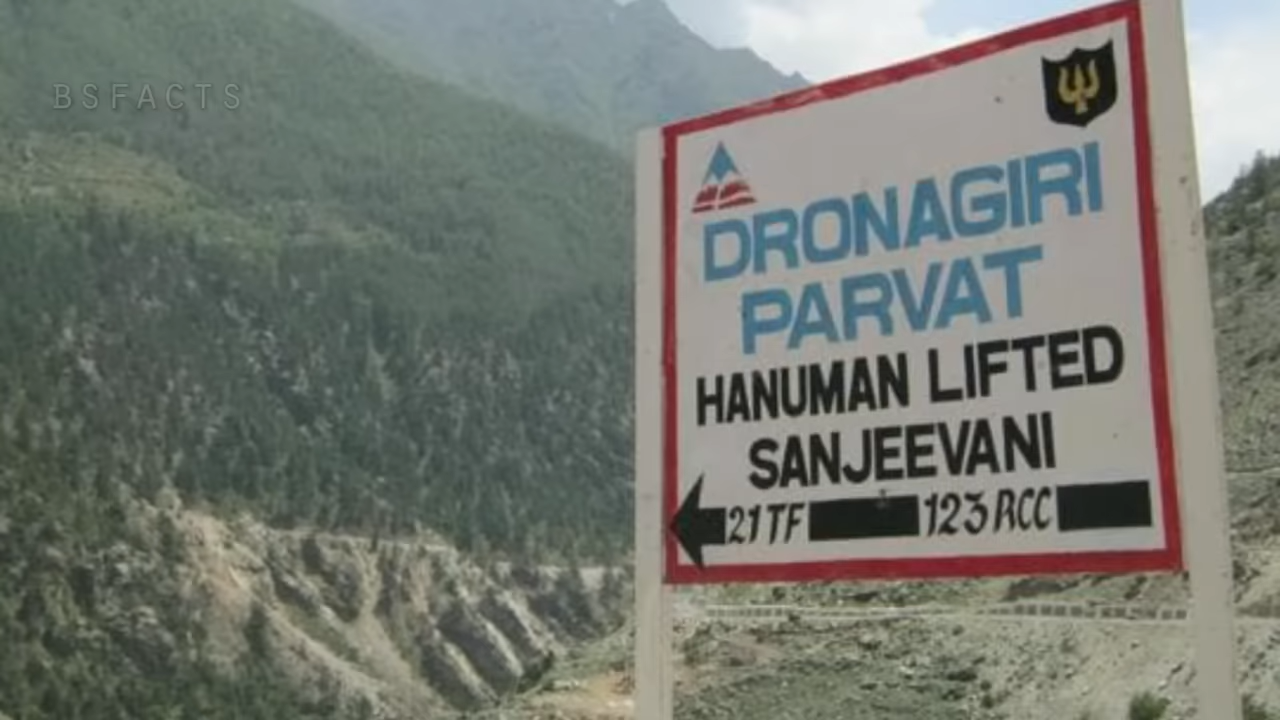 BSFACTS
DRONAGIRI
PARVAT
HANUMAN LIFTED
SANJEEVANI
21 TF 123 RCC